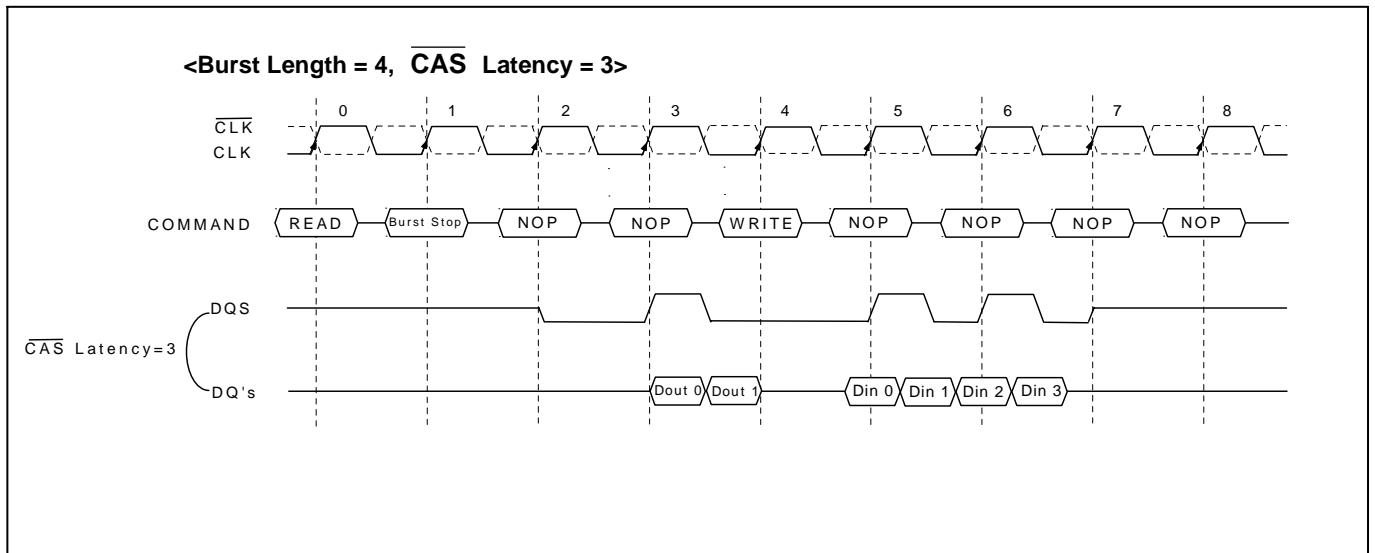 <Burst Length = 4, CAS Latency = 3>
0 1 2 3 4 5 6 7 8
CLK
CLK
COMMAND READ Burst Stop NOP NOP WRITE NOP NOP NOP NOP
DQS
CAS Latency=3
DQ's Dout 0 Dout 1 Din 0 Din 1 Din 2 Din 3